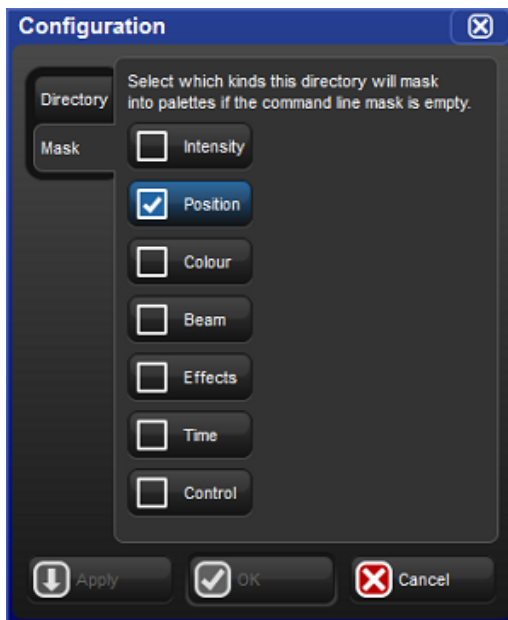 Configuration
Directory
Mask
Select which kinds this directory will mask
into palettes if the command line mask is empty.
Intensity
Position
Colour
Beam
Effects
Time
Control
Apply
OK
Cancel